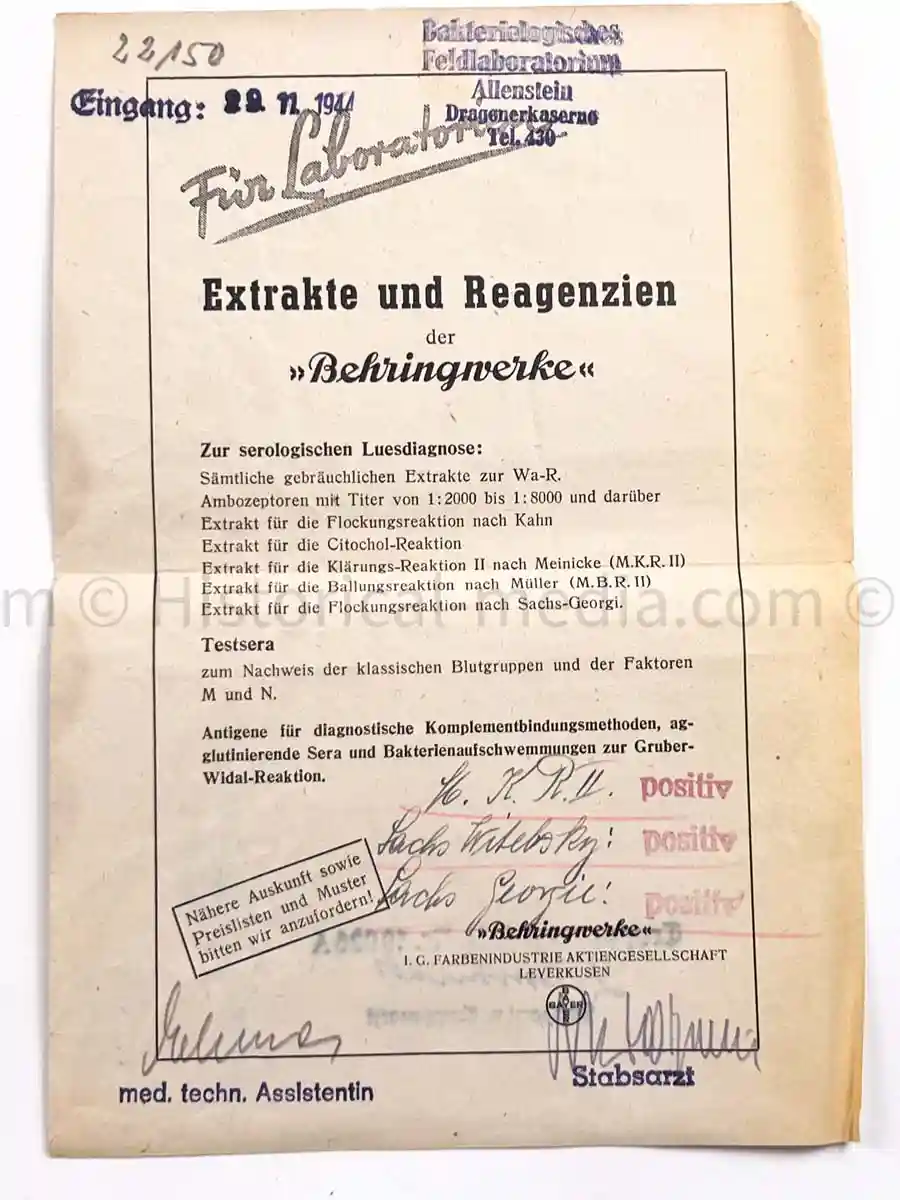 22150
Bakteriologisches
Feldlaboratorium
Allenstein
Dragonerkaserne
Tel. 430
Eingang: 29 11 1944
Für Laboratorium
Extrakte und Reagenzien
der
»Behringwerke«
Zur serologischen Luesdiagnose:
Sämtliche gebräuchlichen Extrakte zur Wa-R.
Ambozeptoren mit Titer von 1:2000 bis 1:8000 und darüber
Extrakt für die Flockungsreaktion nach Kahn
Extrakt für die Citochol-Reaktion
Extrakt für die Klärungs-Reaktion II nach Meinicke (M.K.R. II)
Extrakt für die Ballungsreaktion nach Müller (M.B.R. II)
Extrakt für die Flockungsreaktion nach Sachs-Georgi.
m © Historical-media.com ©
Testsera
zum Nachweis der klassischen Blutgruppen und der Faktoren
M und N.
Antigene für diagnostische Komplementbindungsmethoden, ag-
glutinierende Sera und Bakterienaufschwemmungen zur Gruber-
Widal-Reaktion.
M. K. R. II. positiv
Sachs Witebsky: positiv
Sachs Georgie: positiv
Nähere Auskunft sowie
Preislisten und Muster
bitten wir anzufordern!
»Behringwerke«
I. G. FARBENINDUSTRIE AKTIENGESELLSCHAFT
LEVERKUSEN
BAYER
med. techn. Assistentin
Stabsarzt